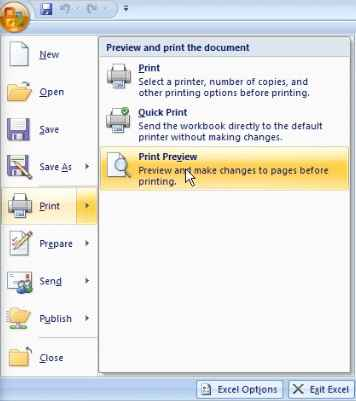 Preview and print the document
New
Open
Save
Save As
Print
Prepare
Send
Publish
Close
Print
Select a printer, number of copies, and
other printing options before printing.
Quick Print
Send the workbook directly to the default
printer without making changes.
Print Preview
Preview and make changes to pages before
printing.
Excel Options
Exit Excel